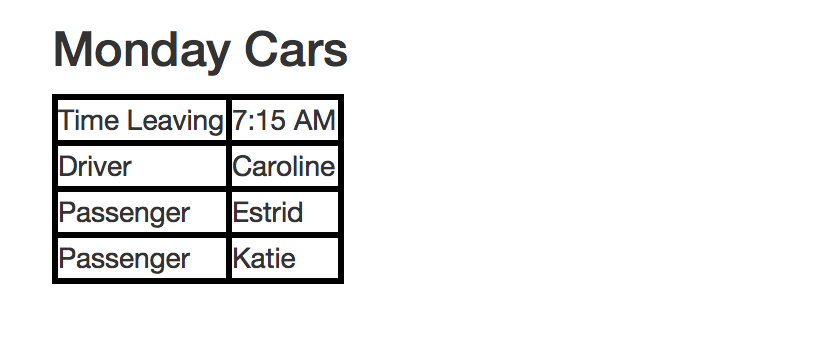 Monday Cars
Time Leaving 7:15 AM
Driver Caroline
Passenger Estrid
Passenger Katie